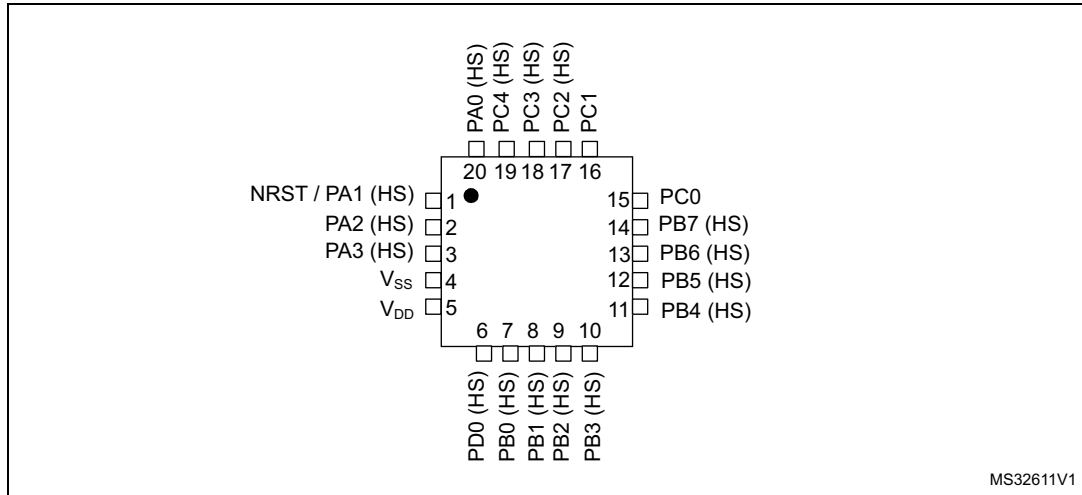 PA0 (HS)
PC4 (HS)
PC3 (HS)
PC2 (HS)
PC1
20 19 18 17 16
NRST / PA1 (HS) 1
PA2 (HS) 2
PA3 (HS) 3
VSS 4
VDD 5
15 PC0
14 PB7 (HS)
13 PB6 (HS)
12 PB5 (HS)
11 PB4 (HS)
6 7 8 9 10
PD0 (HS)
PB0 (HS)
PB1 (HS)
PB2 (HS)
PB3 (HS)
MS32611V1